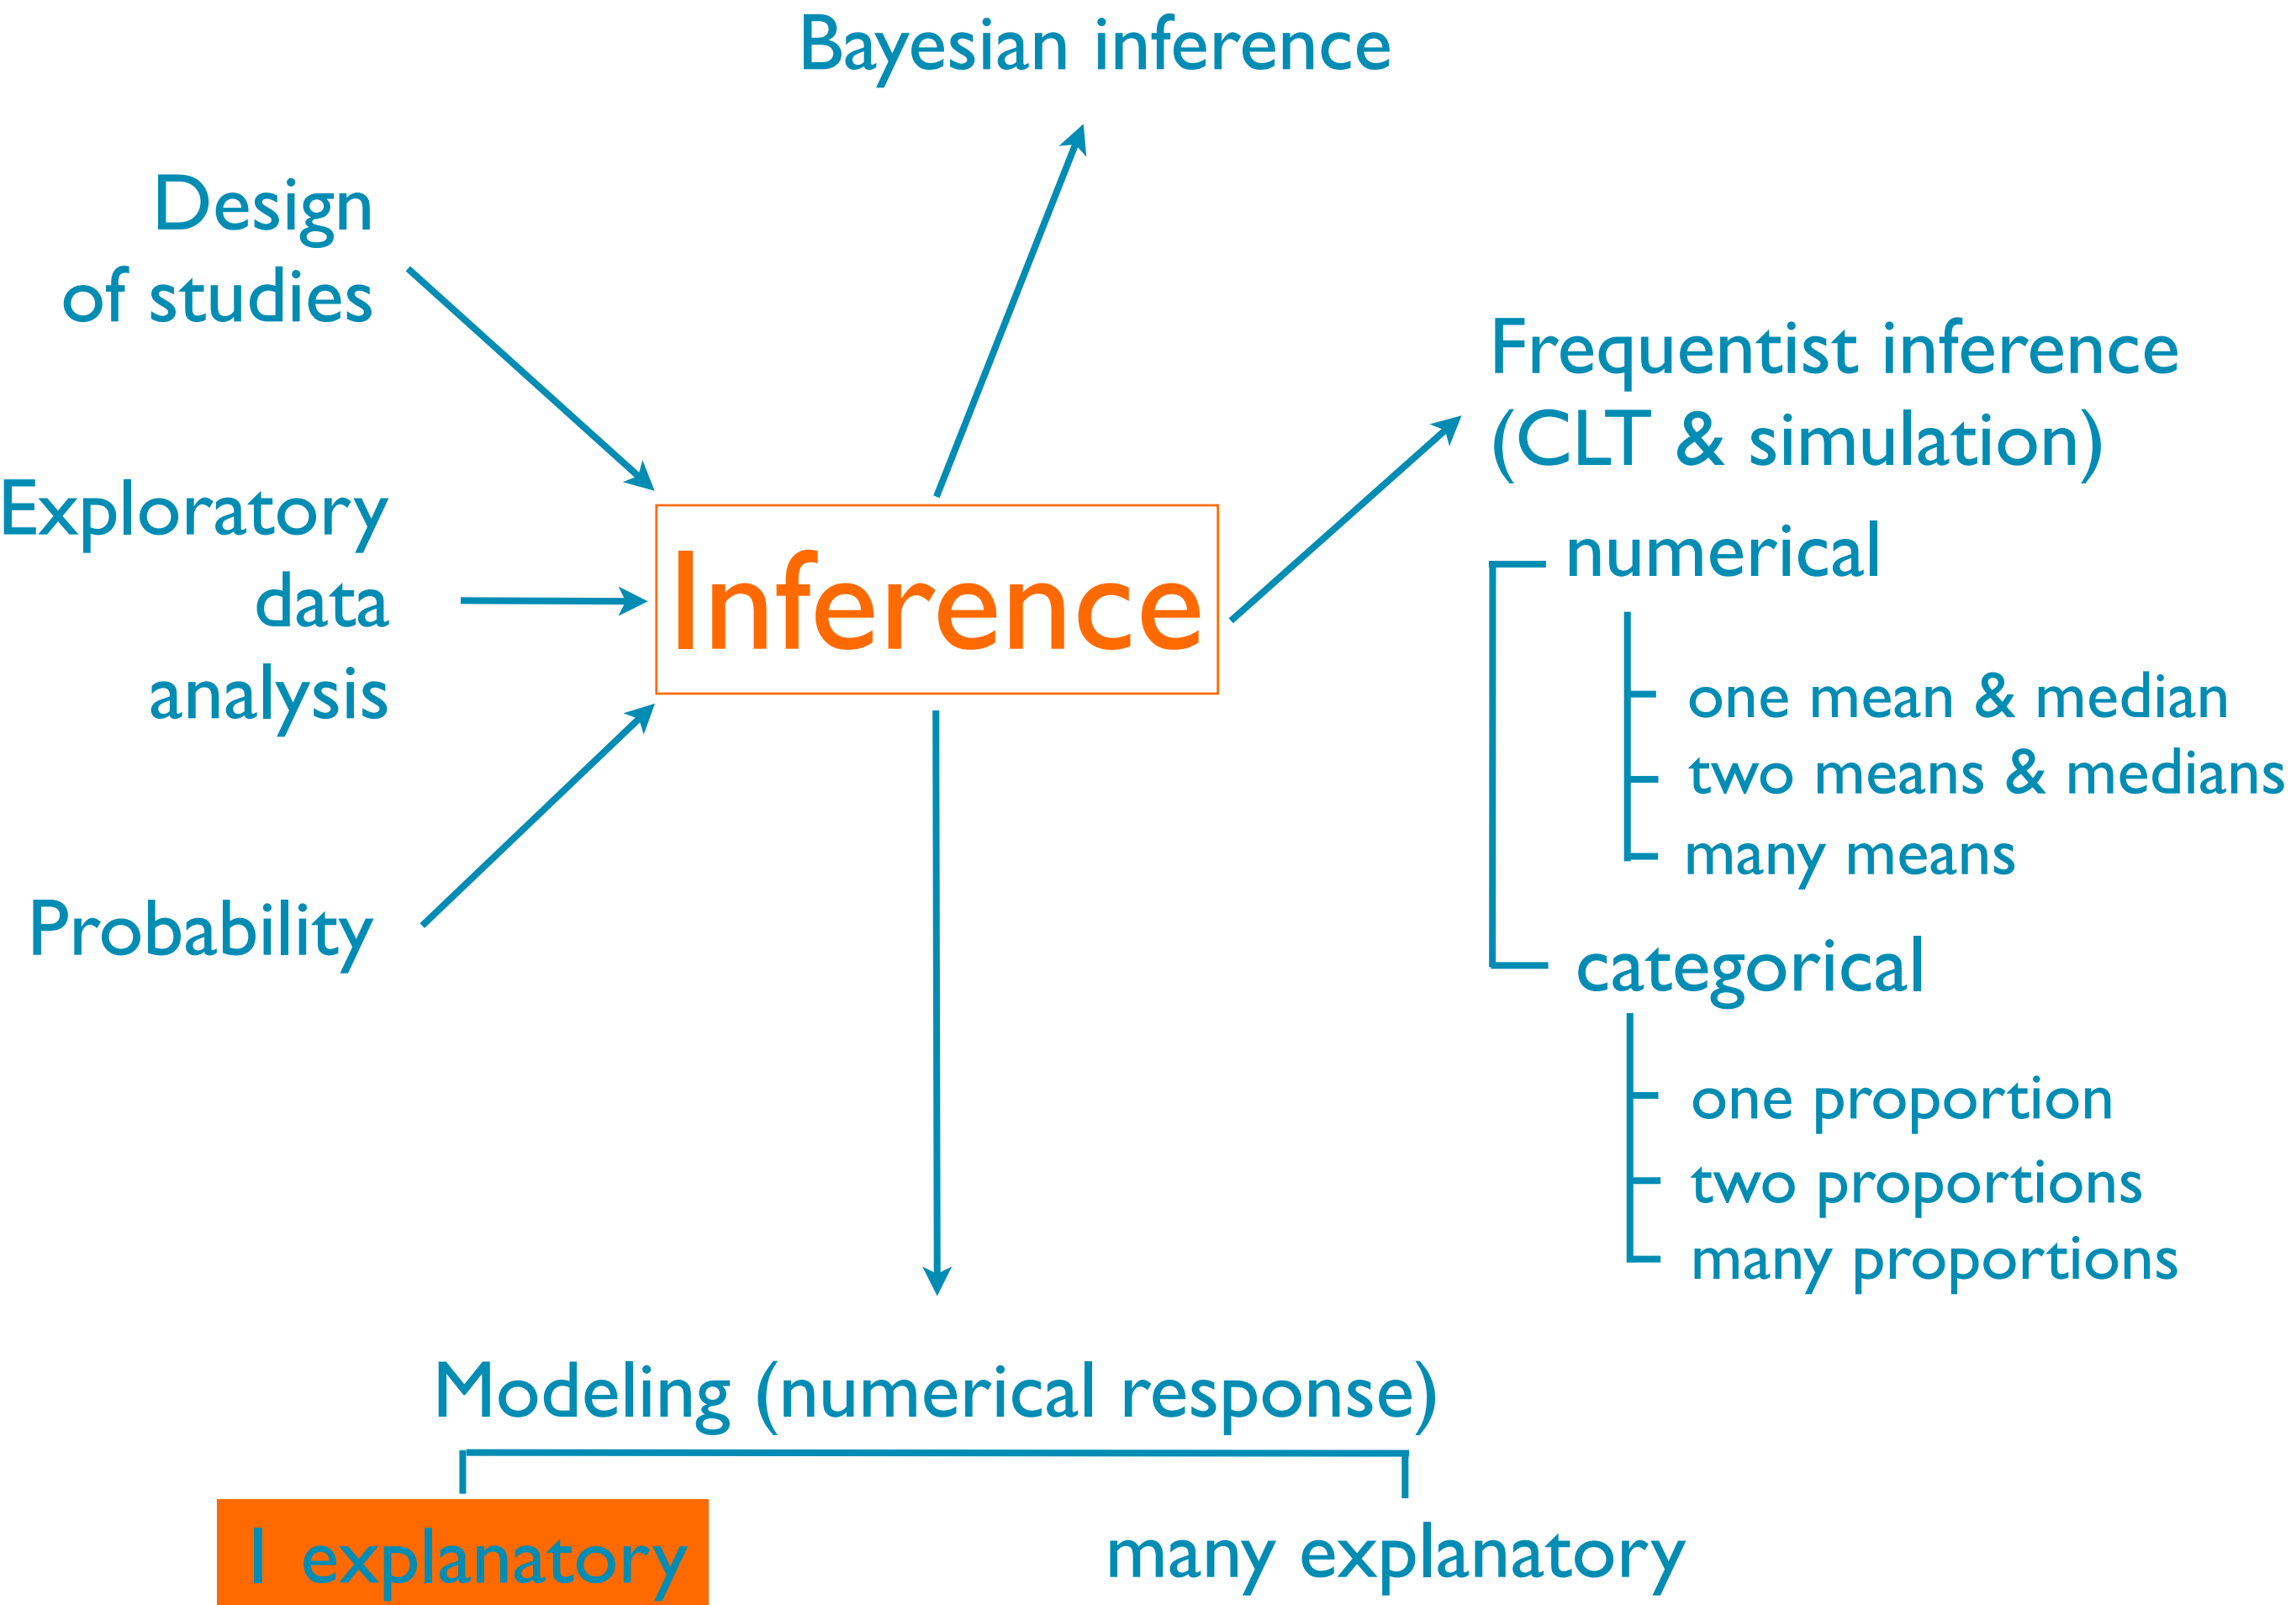 Bayesian inference
Design
of studies
Frequentist inference
(CLT & simulation)
Exploratory
data
analysis
Inference
numerical
one mean & median
two means & medians
many means
Probability
categorical
one proportion
two proportions
many proportions
Modeling (numerical respone)
1 explanatory
many explanatory